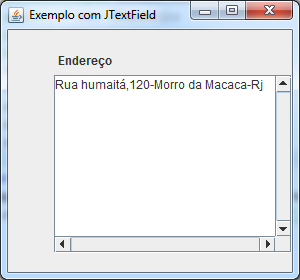 Exemplo com JTextField
Endereço
Rua humaitá,120-Morro da Macaca-Rj